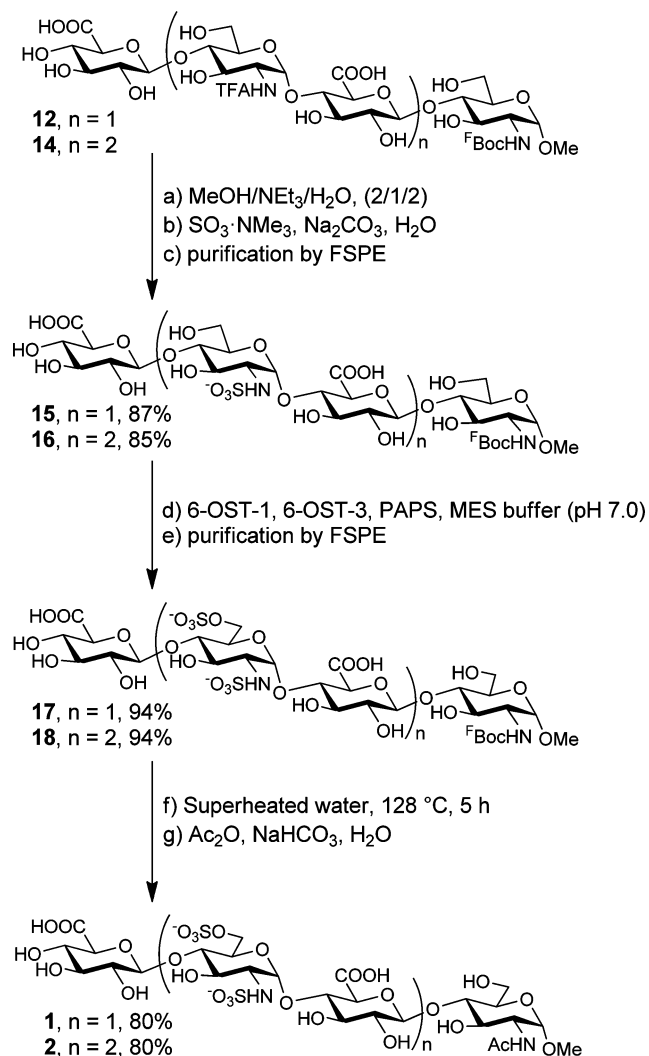 HOOC
HO
HO
OH
O
O
HO
HO
TFAHN
O
O
COOH
O
HO
OH
n
O
HO
O
HO
FBocHN
OMe
12, n = 1
14, n = 2
a) MeOH/NEt3/H2O, (2/1/2)
b) SO3·NMe3, Na2CO3, H2O
c) purification by FSPE
HOOC
HO
HO
OH
O
O
HO
HO
-O3SHN
O
O
COOH
O
HO
OH
n
O
HO
O
HO
FBocHN
OMe
15, n = 1, 87%
16, n = 2, 85%
d) 6-OST-1, 6-OST-3, PAPS, MES buffer (pH 7.0)
e) purification by FSPE
HOOC
HO
HO
OH
O
O
-O3SO
HO
-O3SHN
O
O
COOH
O
HO
OH
n
O
HO
O
HO
FBocHN
OMe
17, n = 1, 94%
18, n = 2, 94%
f) Superheated water, 128 °C, 5 h
g) Ac2O, NaHCO3, H2O
HOOC
HO
HO
OH
O
O
-O3SO
HO
-O3SHN
O
O
COOH
O
HO
OH
n
O
HO
O
HO
AcHN
OMe
1, n = 1, 80%
2, n = 2, 80%